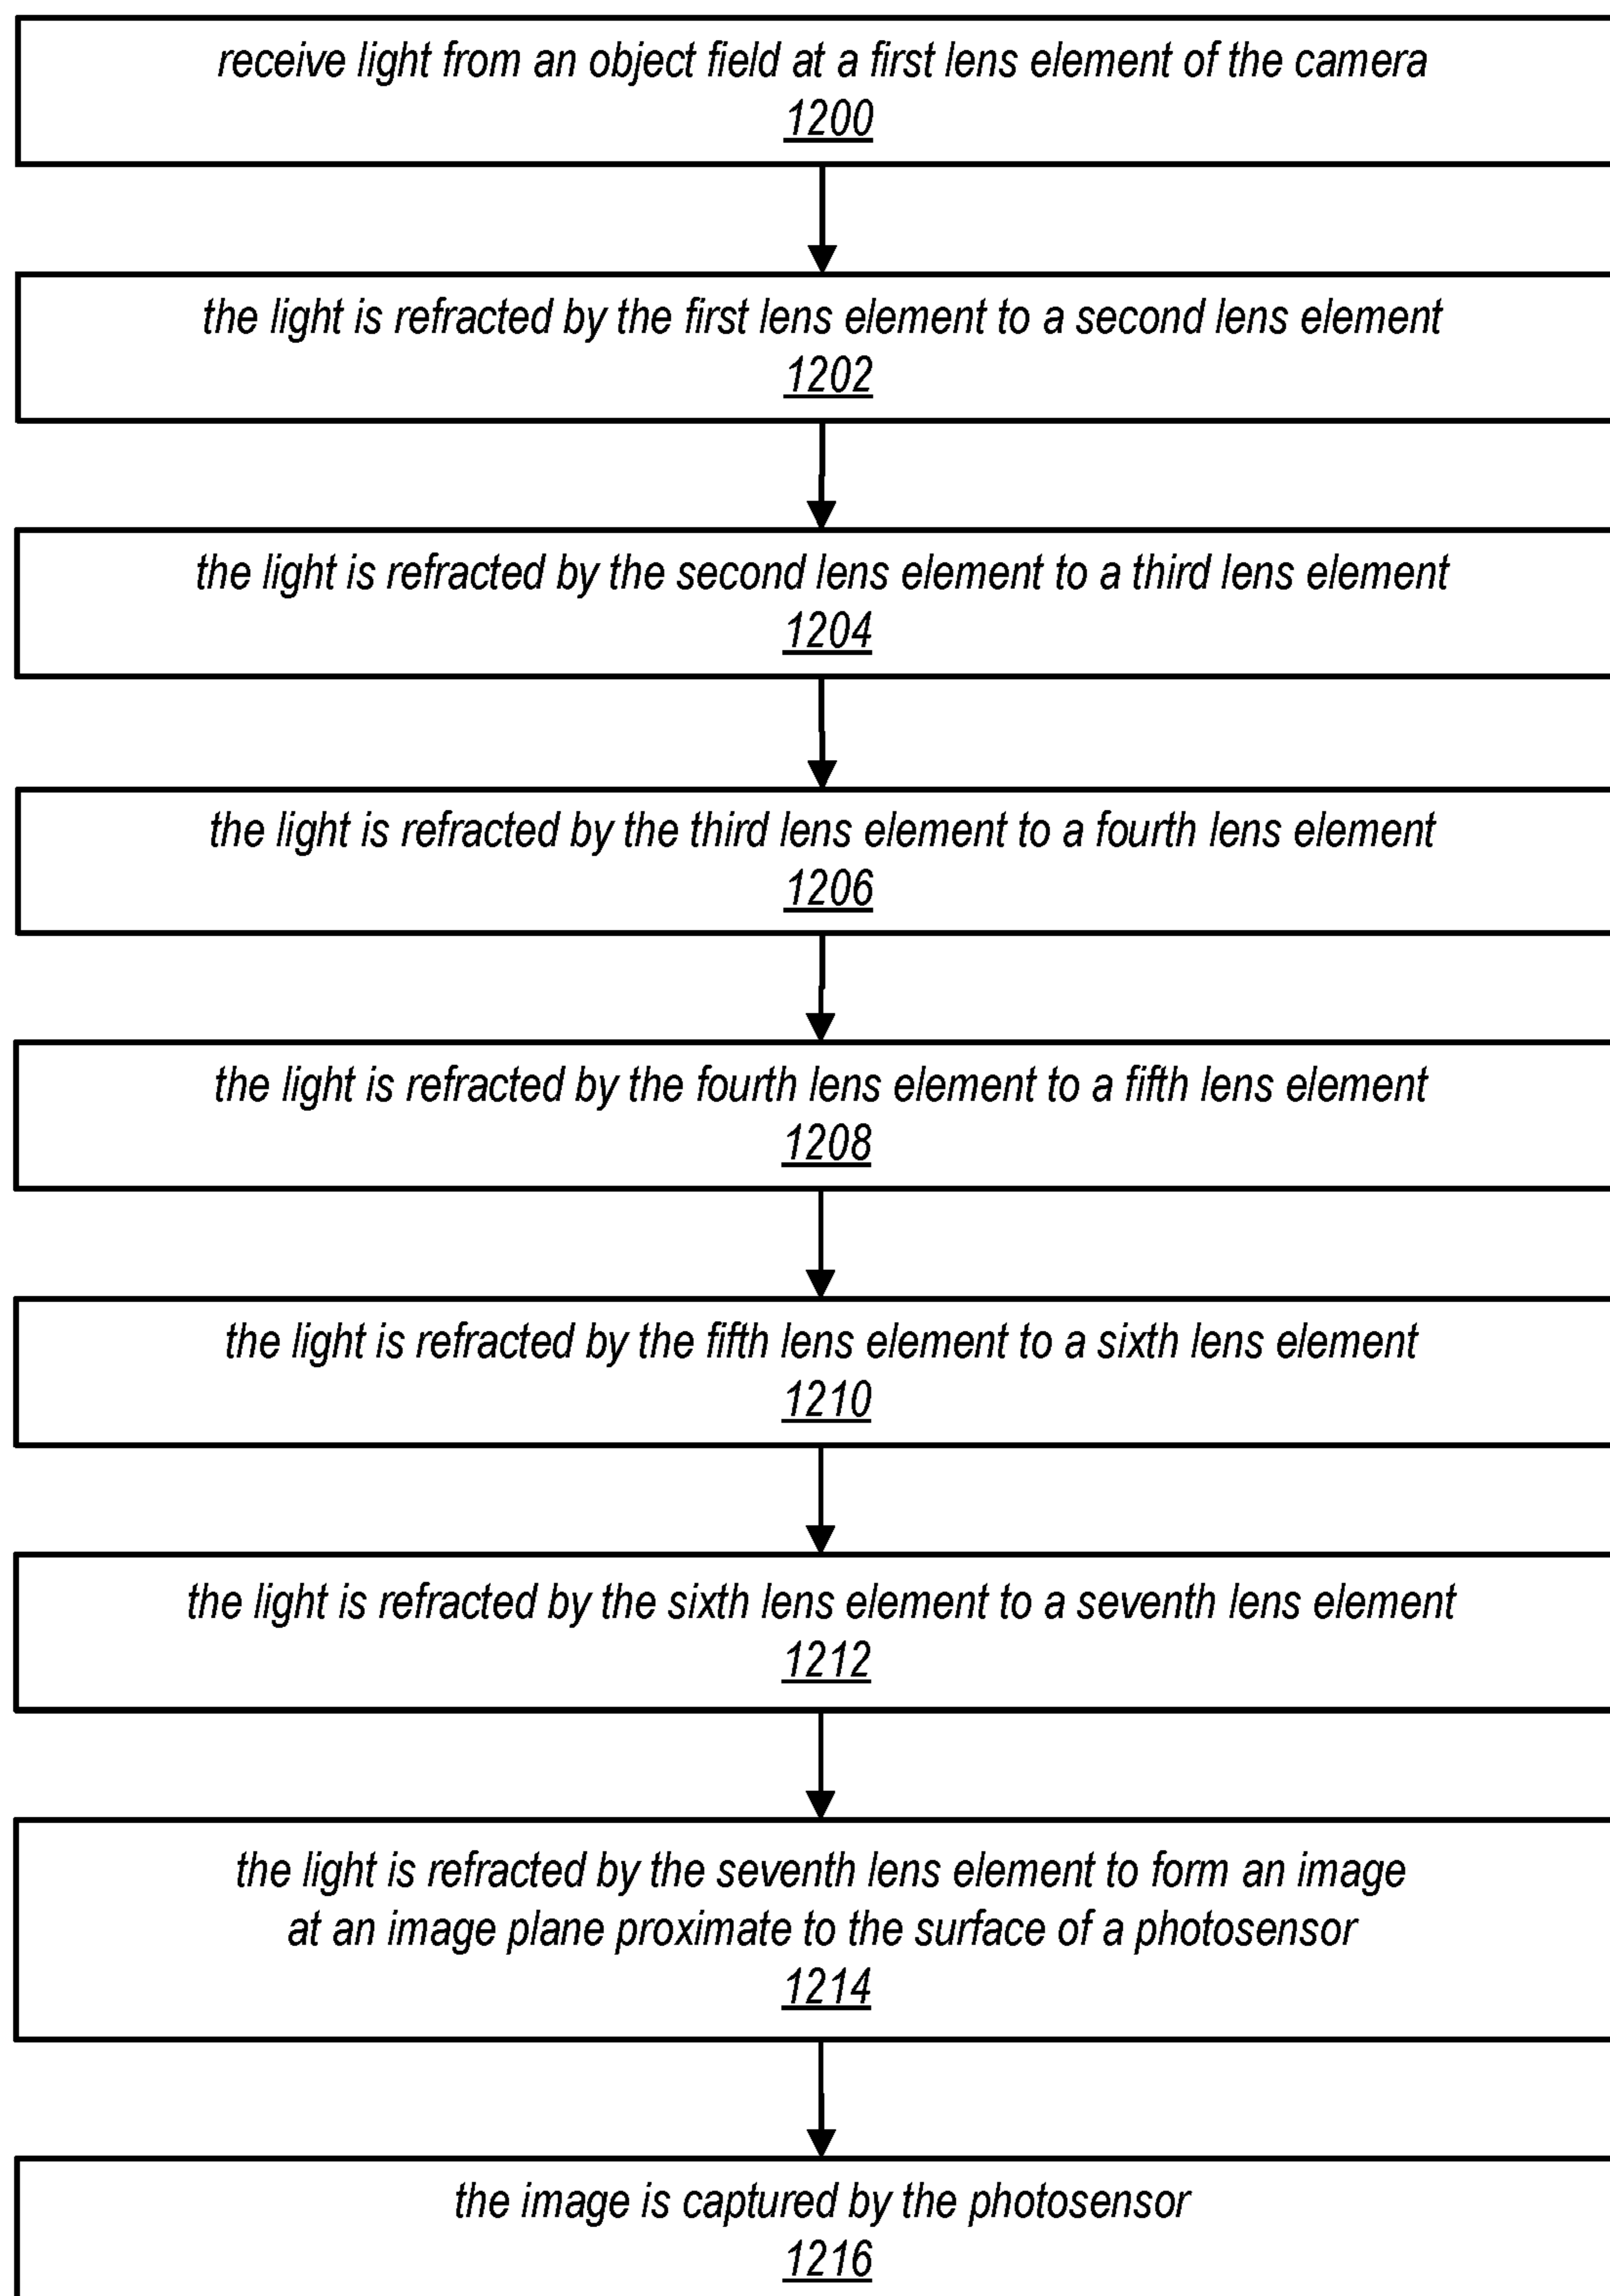 receive light from an object field at a first lens element of the camera
1200
the light is refracted by the first lens element to a second lens element
1202
the light is refracted by the second lens element to a third lens element
1204
the light is refracted by the third lens element to a fourth lens element
1206
the light is refracted by the fourth lens element to a fifth lens element
1208
the light is refracted by the fifth lens element to a sixth lens element
1210
the light is refracted by the sixth lens element to a seventh lens element
1212
the light is refracted by the seventh lens element to form an image
at an image plane proximate to the surface of a photosensor
1214
the image is captured by the photosensor
1216